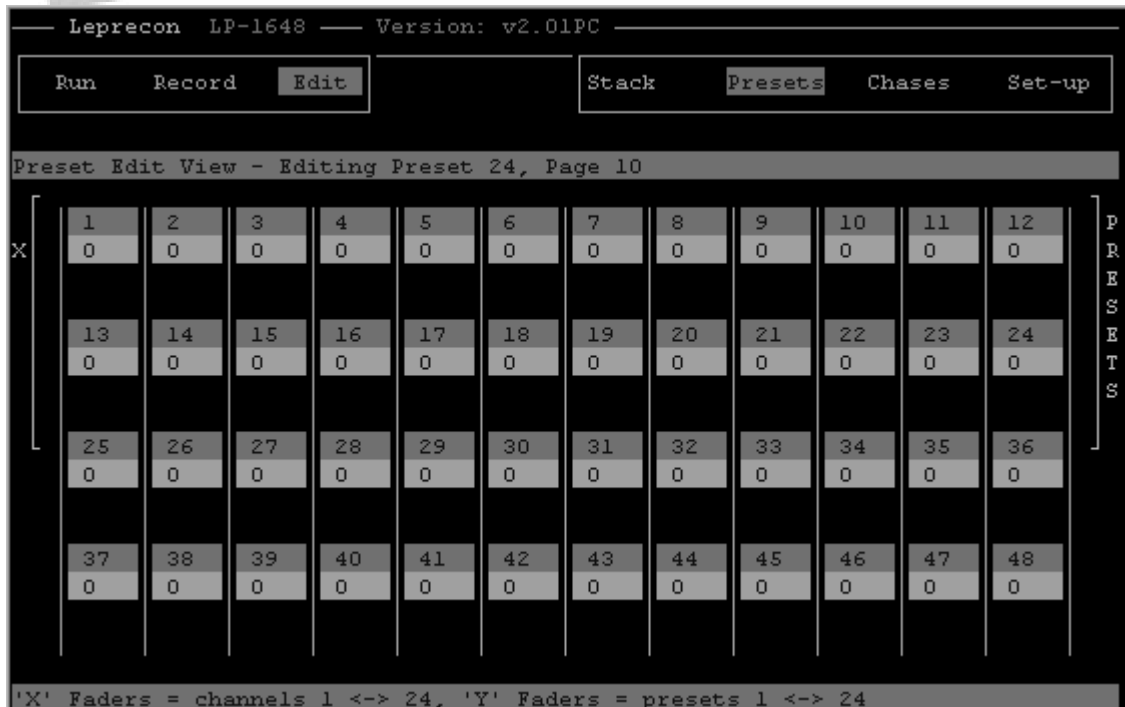 Leprecon LP-1648 Version: v2.01PC
Run Record Edit Stack Presets Chases Set-up
Preset Edit View - Editing Preset 24, Page 10
1 2 3 4 5 6 7 8 9 10 11 12
X 0 0 0 0 0 0 0 0 0 0 0 0
13 14 15 16 17 18 19 20 21 22 23 24
0 0 0 0 0 0 0 0 0 0 0 0
25 26 27 28 29 30 31 32 33 34 35 36
0 0 0 0 0 0 0 0 0 0 0 0
37 38 39 40 41 42 43 44 45 46 47 48
0 0 0 0 0 0 0 0 0 0 0 0
PRESETS
'X' Faders = channels 1 <-> 24, 'Y' Faders = presets 1 <-> 24